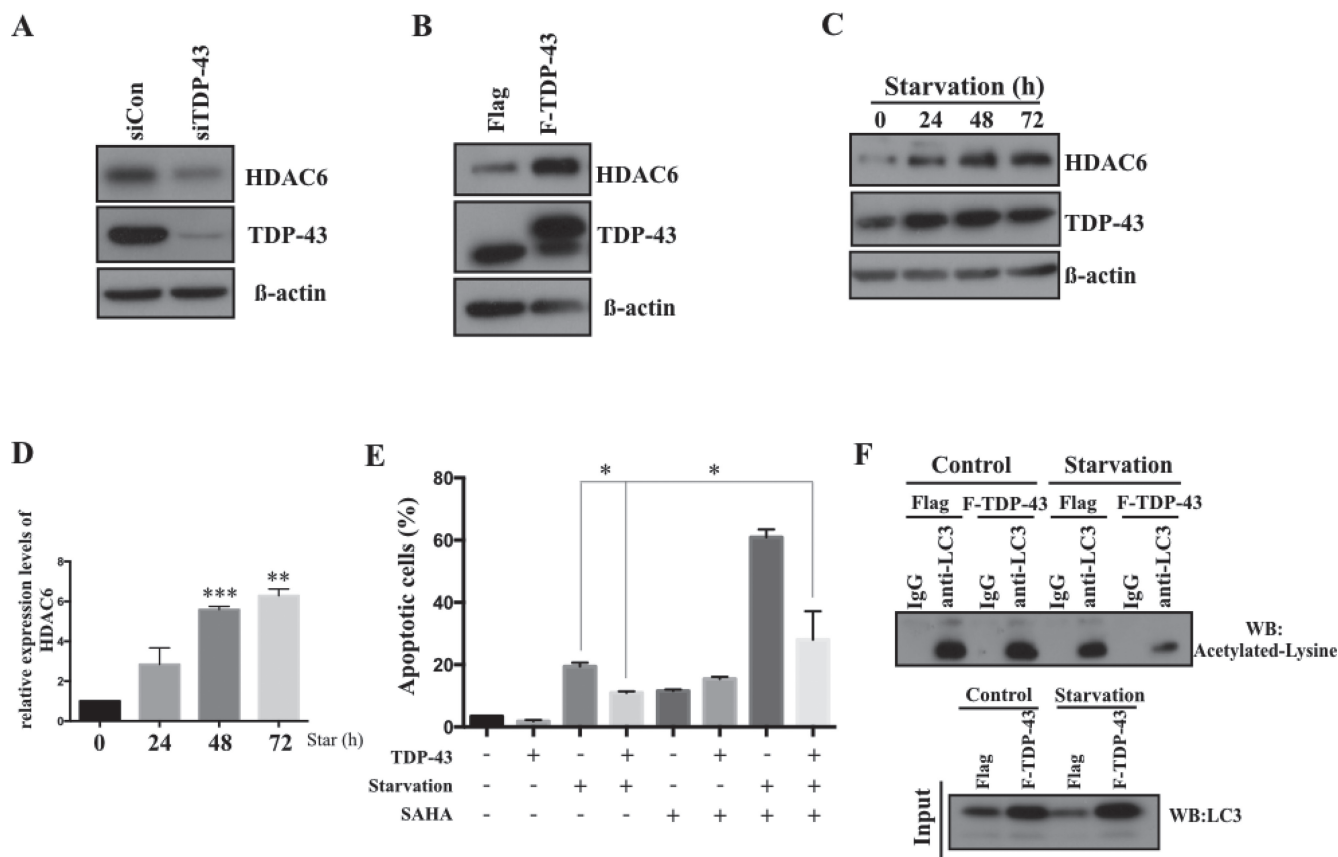 A
siCon
siTDP-43
HDAC6
TDP-43
ß-actin
B
Flag
F-TDP-43
HDAC6
TDP-43
ß-actin
C
Starvation (h)
0 24 48 72
HDAC6
TDP-43
ß-actin
D
relative expression levels of
HDAC6
8
6
4
2
0
***
**
0 24 48 72 Star (h)
E
Apoptotic cells (%)
80
60
40
20
0
* *
TDP-43 - + - + - + - +
Starvation - - + + - - + +
SAHA - - - - + + + +
F
Control Starvation
Flag F-TDP-43 Flag F-TDP-43
IgG
anti-LC3
IgG
anti-LC3
IgG
anti-LC3
IgG
anti-LC3
WB:
Acetylated-Lysine
Control Starvation
Flag
F-TDP-43
Flag
F-TDP-43
Input
WB:LC3